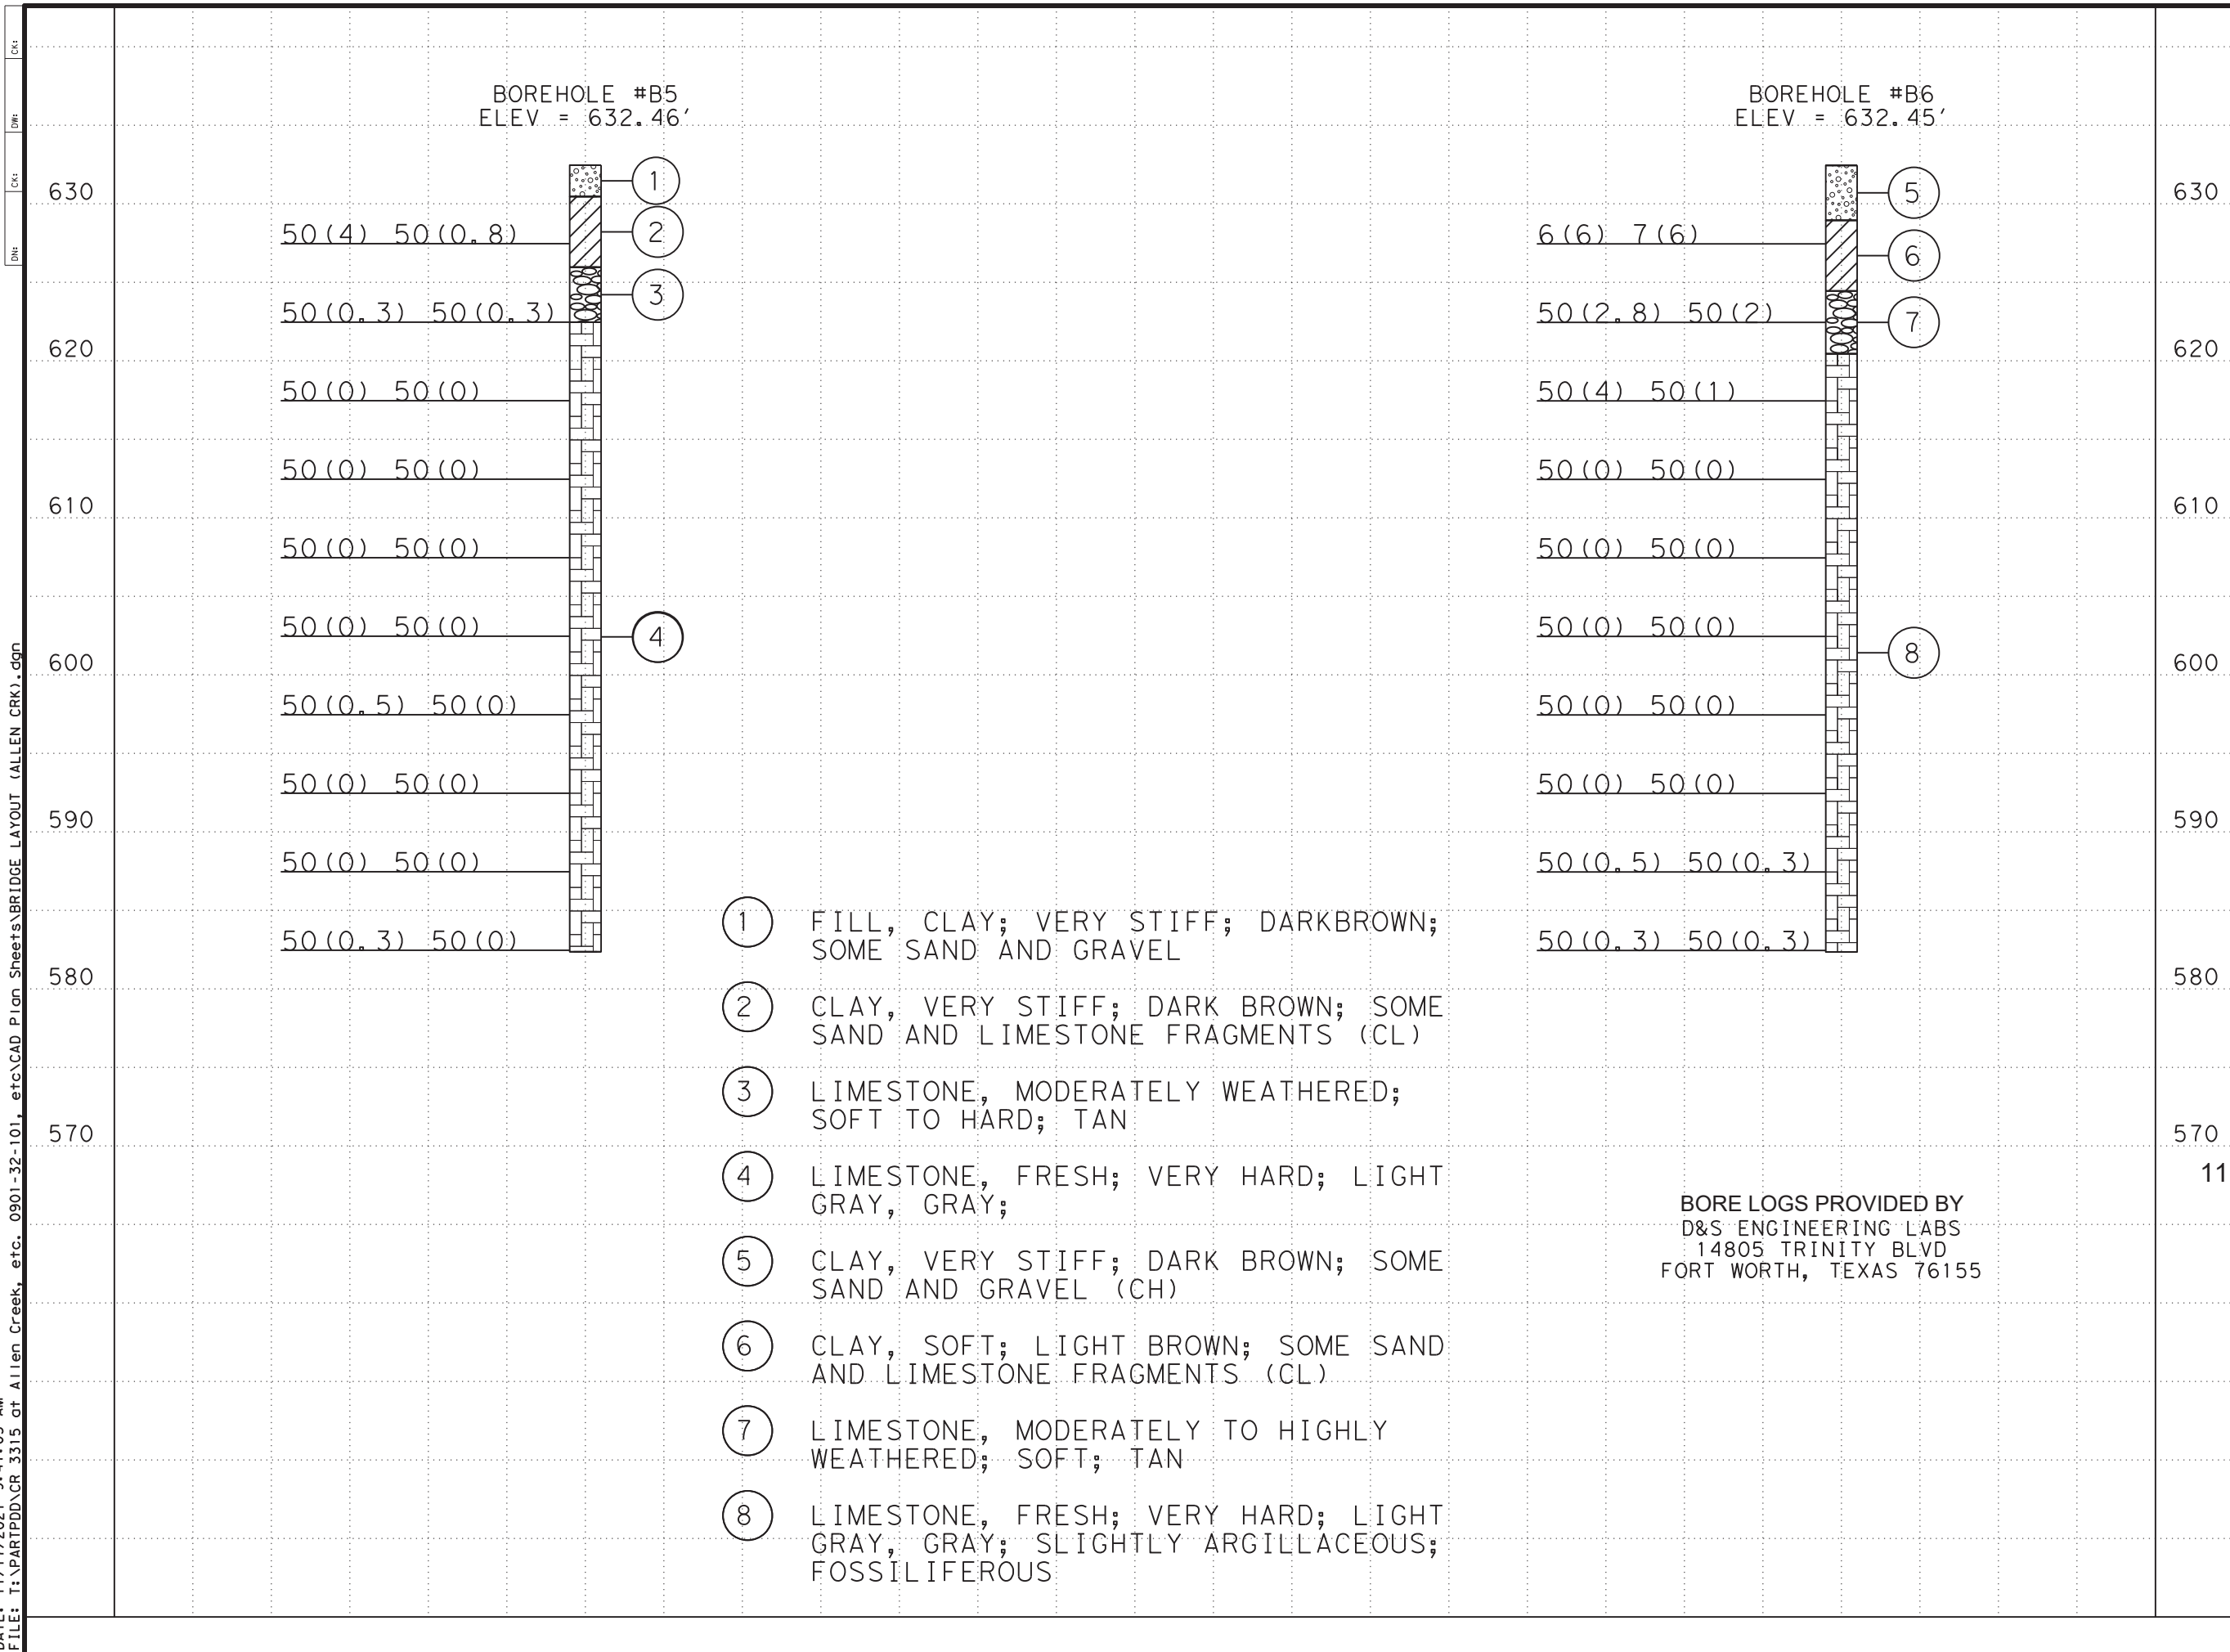 CK:
DW:
CK:
DN:
FILE: T:\PARTPDD\CR 3315 at Allen Creek, etc. 0901-32-101, etc\CAD Plan Sheets\BRIDGE LAYOUT (ALLEN CRK).dgn
BOREHOLE #B5
ELEV = 632.46'
BOREHOLE #B6
ELEV = 632.45'
630
620
610
600
590
580
570
50(4) 50(0.8)
50(0.3) 50(0.3)
50(0) 50(0)
50(0) 50(0)
50(0) 50(0)
50(0) 50(0)
50(0.5) 50(0)
50(0) 50(0)
50(0) 50(0)
50(0.3) 50(0)
1
2
3
4
1 FILL, CLAY; VERY STIFF; DARKBROWN;
SOME SAND AND GRAVEL
2 CLAY, VERY STIFF; DARK BROWN; SOME
SAND AND LIMESTONE FRAGMENTS (CL)
3 LIMESTONE, MODERATELY WEATHERED;
SOFT TO HARD; TAN
4 LIMESTONE, FRESH; VERY HARD; LIGHT
GRAY, GRAY;
5 CLAY, VERY STIFF; DARK BROWN; SOME
SAND AND GRAVEL (CH)
6 CLAY, SOFT; LIGHT BROWN; SOME SAND
AND LIMESTONE FRAGMENTS (CL)
7 LIMESTONE, MODERATELY TO HIGHLY
WEATHERED; SOFT; TAN
8 LIMESTONE, FRESH; VERY HARD; LIGHT
GRAY, GRAY; SLIGHTLY ARGILLACEOUS;
FOSSILIFEROUS
6(6) 7(6)
50(2.8) 50(2)
50(4) 50(1)
50(0) 50(0)
50(0) 50(0)
50(0) 50(0)
50(0) 50(0)
50(0) 50(0)
50(0.5) 50(0.3)
50(0.3) 50(0.3)
5
6
7
8
630
620
610
600
590
580
570
11
BORE LOGS PROVIDED BY
D&S ENGINEERING LABS
14805 TRINITY BLVD
FORT WORTH, TEXAS 76155